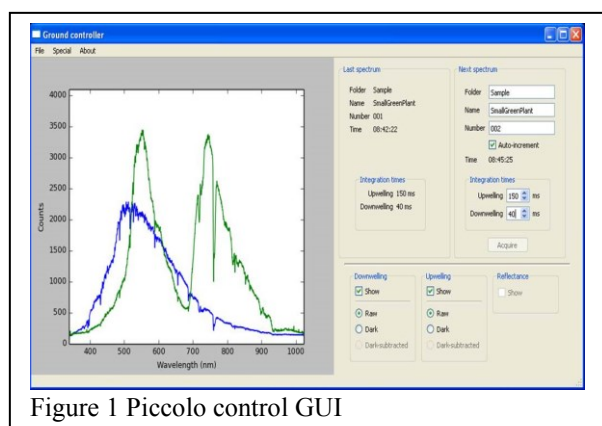 Ground controller
File Special About
4000
3500
3000
2500
2000
1500
1000
500
0
Counts
400 500 600 700 800 900 1000
Wavelength (nm)
Last spectrum
Folder Sample
Name SmallGreenPlant
Number 001
Time 08:42:22
Integration times
Upwelling 150 ms
Downwelling 40 ms
Next spectrum
Folder Sample
Name SmallGreenPlant
Number 002
Auto-increment
Time 08:45:25
Integration times
Upwelling 150 ms
Downwelling 40 ms
Acquire
Downwelling
Show
Raw
Dark
Dark-subtracted
Upwelling
Show
Raw
Dark
Dark-subtracted
Reflectance
Show
Figure 1 Piccolo control GUI